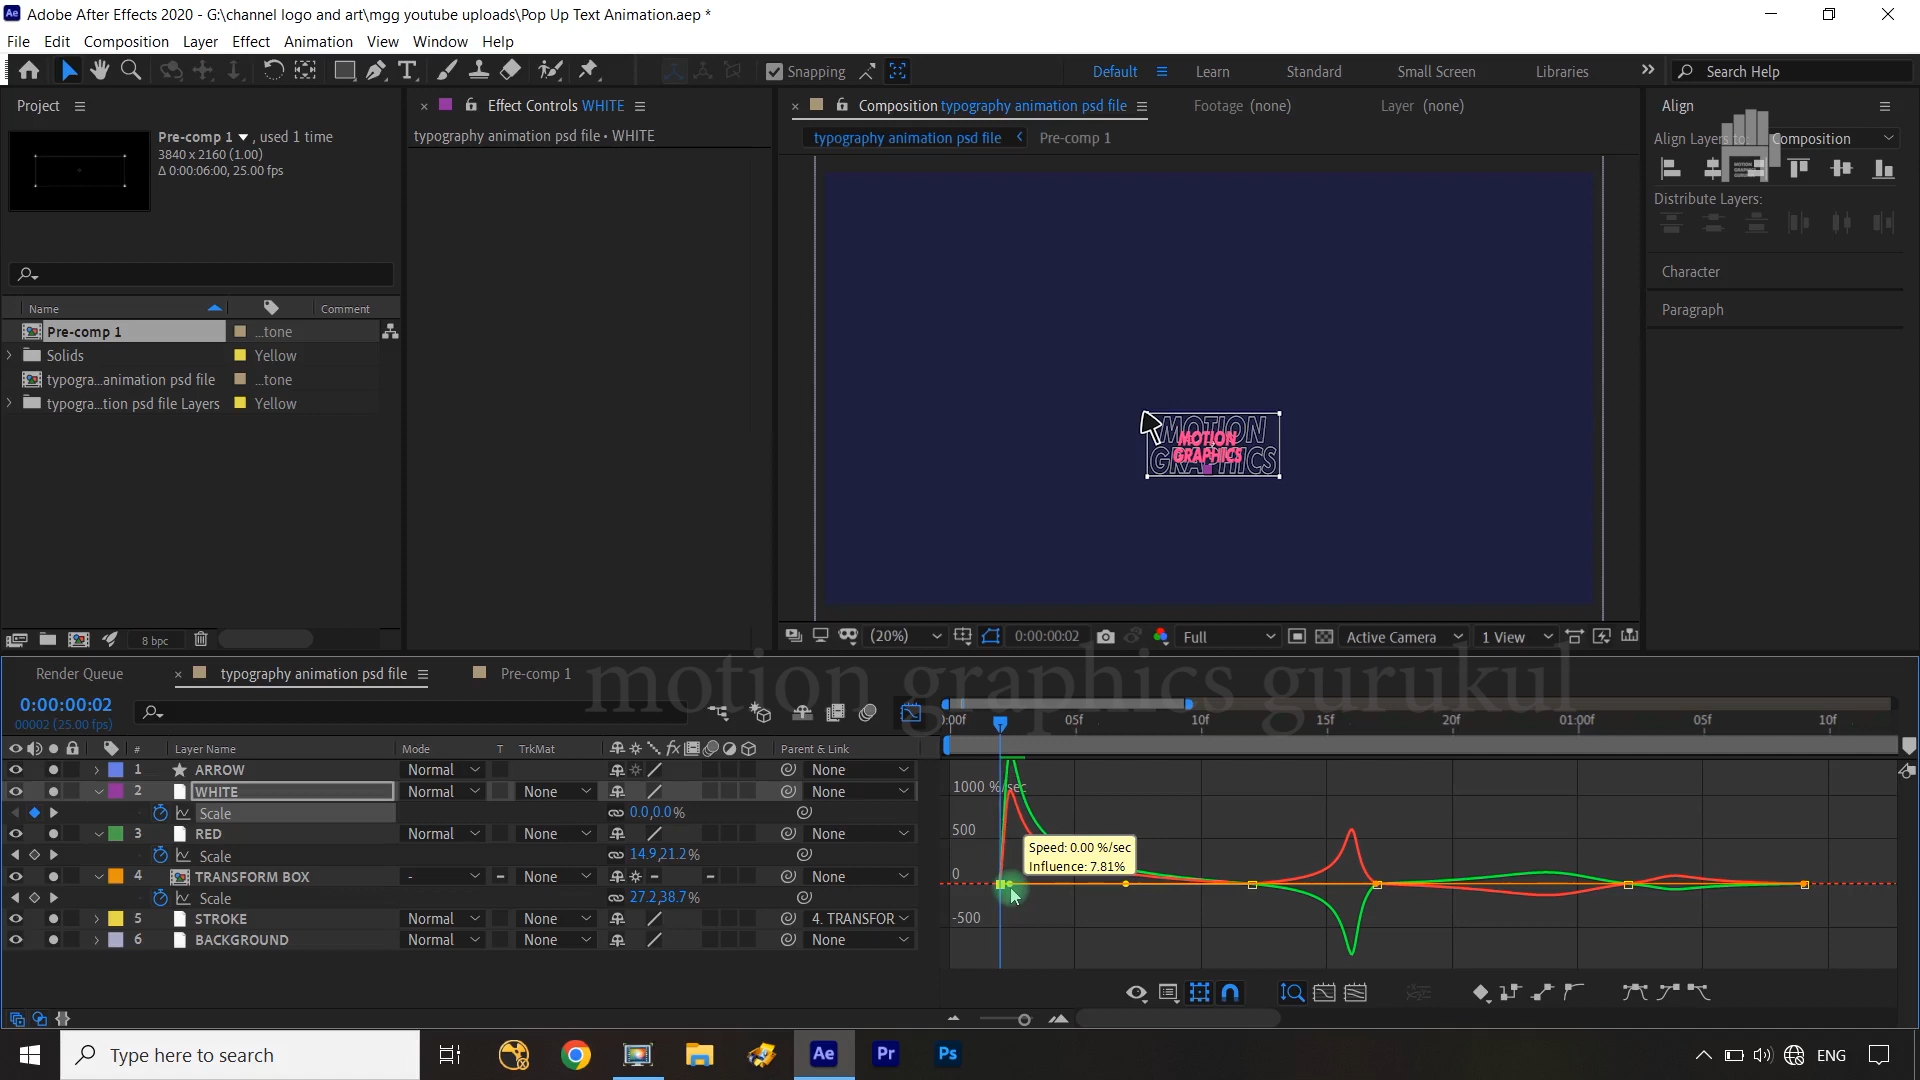 Adobe After Effects 2020 - G:\channel logo and art\mgg youtube uploads\Pop Up Text Animation.aep *
File Edit Composition Layer Effect Animation View Window Help
Snapping Default Learn Standard Small Screen Libraries Search Help
Project Effect Controls WHITE Composition typography animation psd file Footage (none) Layer (none) Align
Pre-comp 1 , used 1 time
3840 x 2160 (1.00)
Δ 0:00:06:00, 25.00 fps
typography animation psd file • WHITE
typography animation psd file Pre-comp 1
Align Layers to: Composition
Distribute Layers:
Character
Paragraph
Name Comment
Pre-comp 1 ...tone
Solids Yellow
typogra...animation psd file ...tone
typogra...tion psd file Layers Yellow
MOTION
GRAPHICS
MOTION
GRAPHICS
8 bpc
(20%) 0:00:00:02 Full Active Camera 1 View
motion graphics gurukul
Render Queue typography animation psd file Pre-comp 1
0:00:00:02
00002 (25.00 fps)
):00f 05f 10f 15f 20f 01:00f 05f 10f
# Layer Name Mode T TrkMat Parent & Link
1 ARROW Normal None
2 WHITE Normal None None
Scale 0.0,0.0%
3 RED Normal None None
Scale 14.9,21.2%
4 TRANSFORM BOX - None None
Scale 27.2,38.7%
5 STROKE Normal None 4. TRANSFOR
6 BACKGROUND Normal None None
1000 %/sec
500
0
-500
Speed: 0.00 %/sec
Influence: 7.81%
Type here to search
Ae Pr Ps
ENG